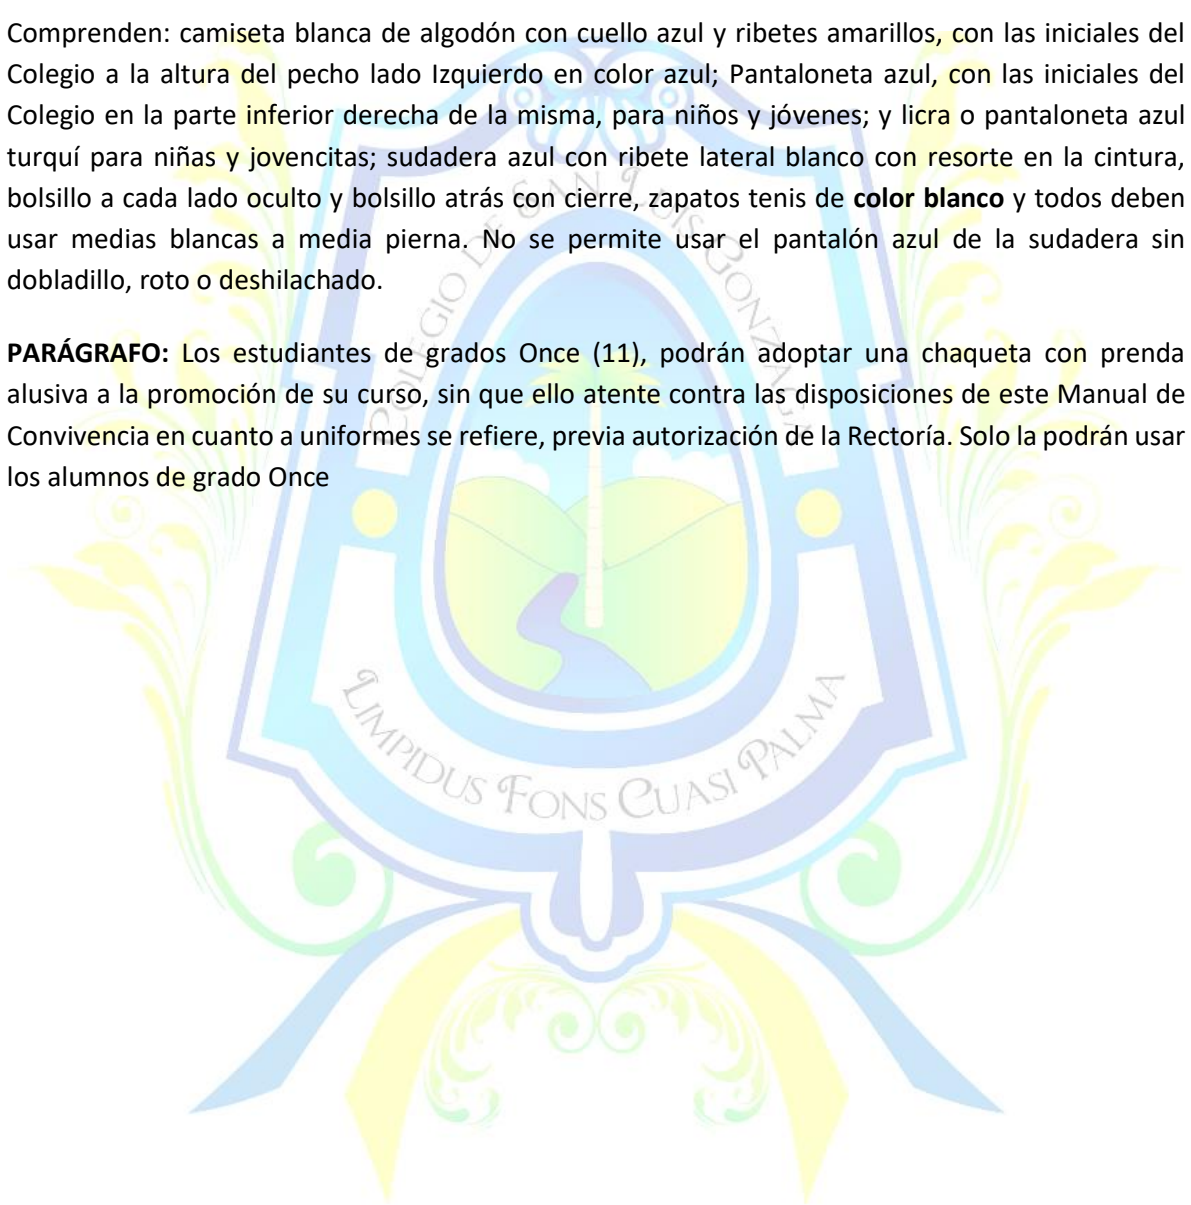 Comprenden: camiseta blanca de algodón con cuello azul y ribetes amarillos, con las iniciales del
Colegio a la altura del pecho lado Izquierdo en color azul; Pantaloneta azul, con las iniciales del
Colegio en la parte inferior derecha de la misma, para niños y jóvenes; y licra o pantaloneta azul
turquí para niñas y jovencitas; sudadera azul con ribete lateral blanco con resorte en la cintura,
bolsillo a cada lado oculto y bolsillo atrás con cierre, zapatos tenis de color blanco y todos deben
usar medias blancas a media pierna. No se permite usar el pantalón azul de la sudadera sin
dobladillo, roto o deshilachado.
PARÁGRAFO: Los estudiantes de grados Once (11), podrán adoptar una chaqueta con prenda
alusiva a la promoción de su curso, sin que ello atente contra las disposiciones de este Manual de
Convivencia en cuanto a uniformes se refiere, previa autorización de la Rectoría. Solo la podrán usar
los alumnos de grado Once
COLEGIO DE SAN LUIS GONZAGA
LIMPIDUS FONS CUASI PALMA